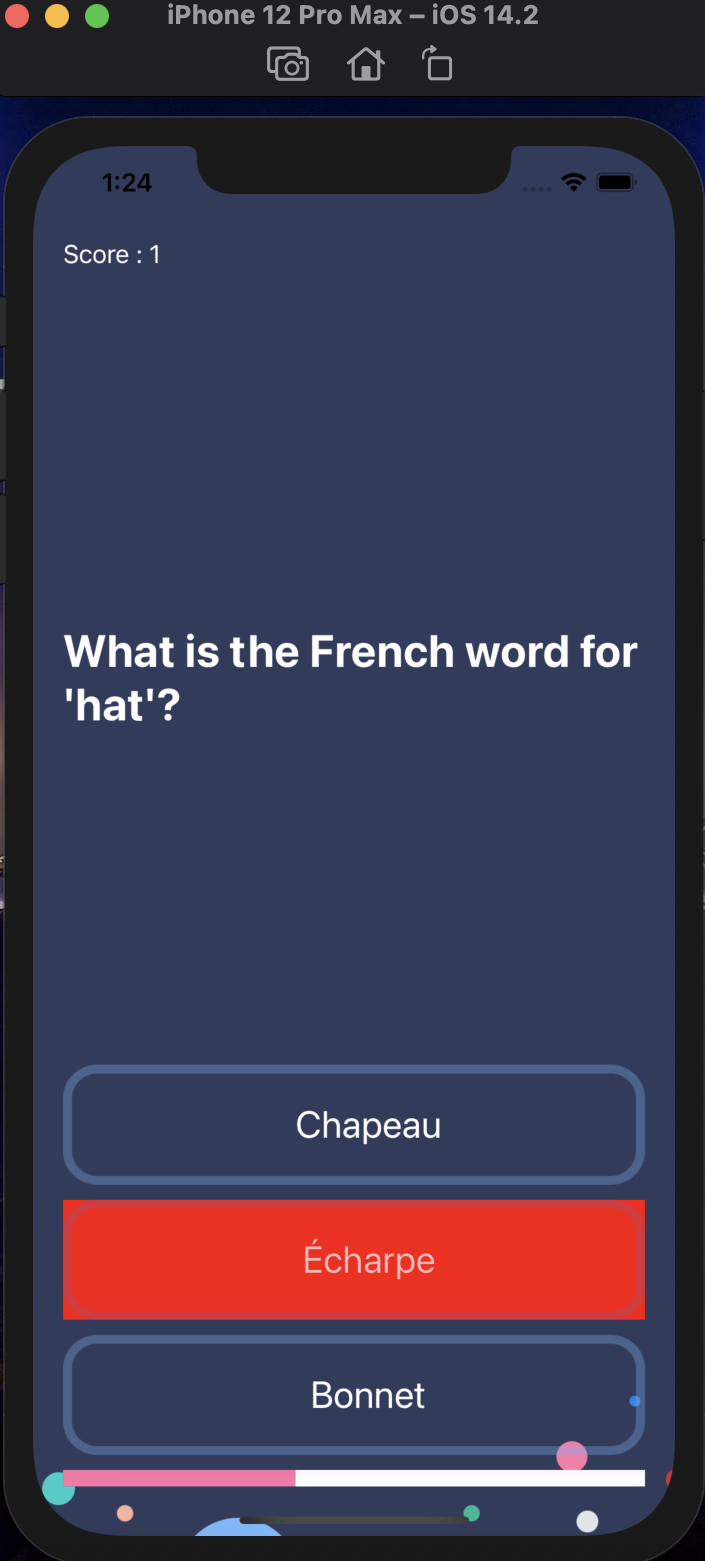 iPhone 12 Pro Max – iOS 14.2
1:24
Score : 1
What is the French word for
'hat'?
Chapeau
Écharpe
Bonnet